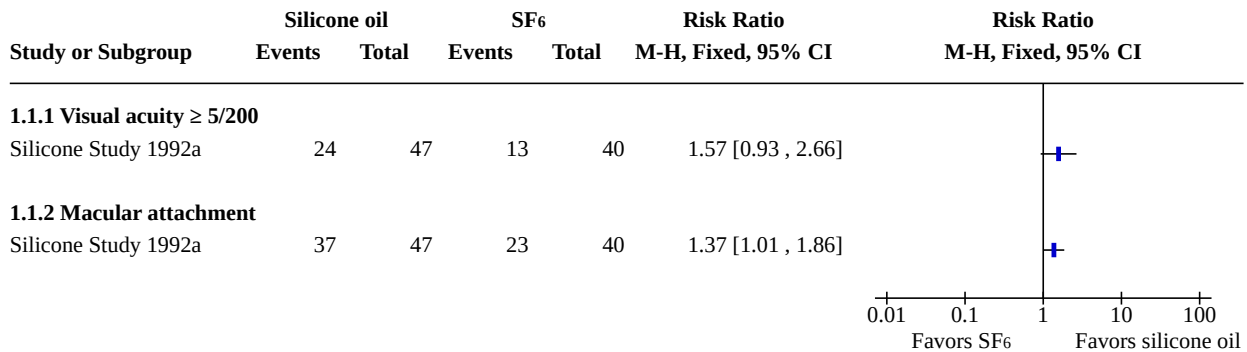 Silicone oil SF6 Risk Ratio Risk Ratio
Study or Subgroup Events Total Events Total M-H, Fixed, 95% CI M-H, Fixed, 95% CI
1.1.1 Visual acuity ≥ 5/200
Silicone Study 1992a 24 47 13 40 1.57 [0.93 , 2.66]
1.1.2 Macular attachment
Silicone Study 1992a 37 47 23 40 1.37 [1.01 , 1.86]
0.01 0.1 1 10 100
Favors SF6 Favors silicone oil